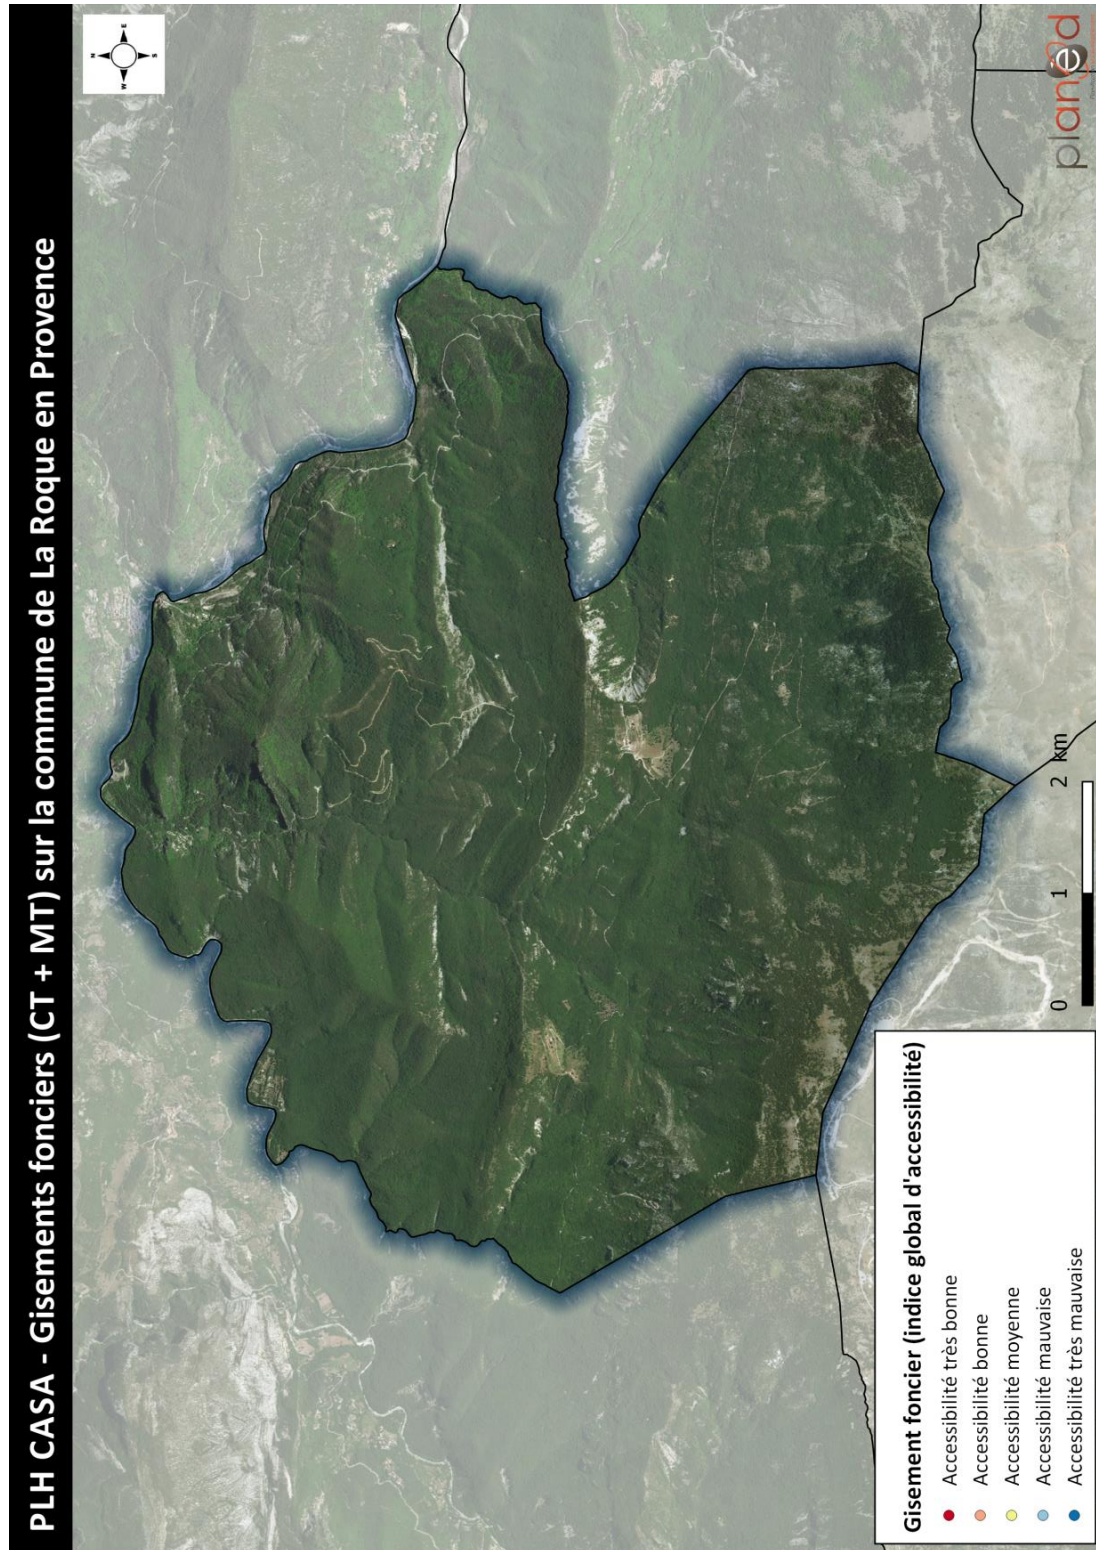 PLH CASA - Gisements fonciers (CT + MT) sur la commune de La Roque en Provence
N
W
E
S
Gisement foncier (indice global d'accessibilité)
Accessibilité très bonne
Accessibilité bonne
Accessibilité moyenne
Accessibilité mauvaise
Accessibilité très mauvaise
0 1 2 km
planed